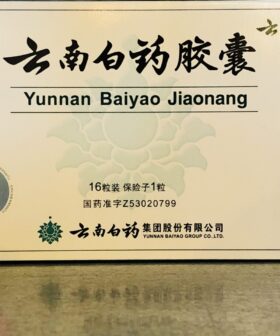 云南白药胶囊
Yunnan Baiyao Jiaonang
16粒装 保险子1粒
国药准字Z53020799
云南白药集团股份有限公司
YUNNAN BAIYAO GROUP CO.,LTD.